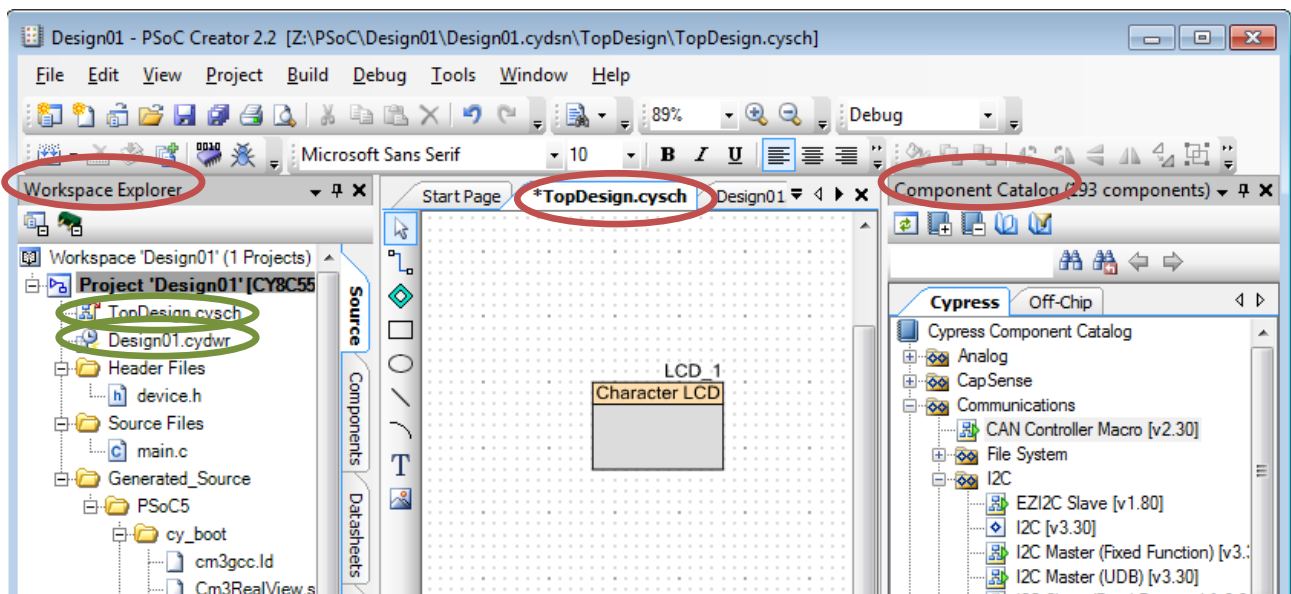 Design01 - PSoC Creator 2.2 [Z:\PSoC\Design01\Design01.cydsn\TopDesign\TopDesign.cysch]
File Edit View Project Build Debug Tools Window Help
89% Debug
Microsoft Sans Serif 10 B I U
Workspace Explorer
Workspace 'Design01' (1 Projects)
Project 'Design01' [CY8C55
TopDesign.cysch
Design01.cydwr
Header Files
device.h
Source Files
main.c
Generated_Source
PSoC5
cy_boot
cm3gcc.ld
Cm3RealView.s
Source
Components
Datasheets
Start Page *TopDesign.cysch Design01
T
LCD_1
Character LCD
Component Catalog (193 components)
Cypress Off-Chip
Cypress Component Catalog
Analog
CapSense
Communications
CAN Controller Macro [v2.30]
File System
I2C
EZI2C Slave [v1.80]
I2C [v3.30]
I2C Master (Fixed Function) [v3.
I2C Master (UDB) [v3.30]